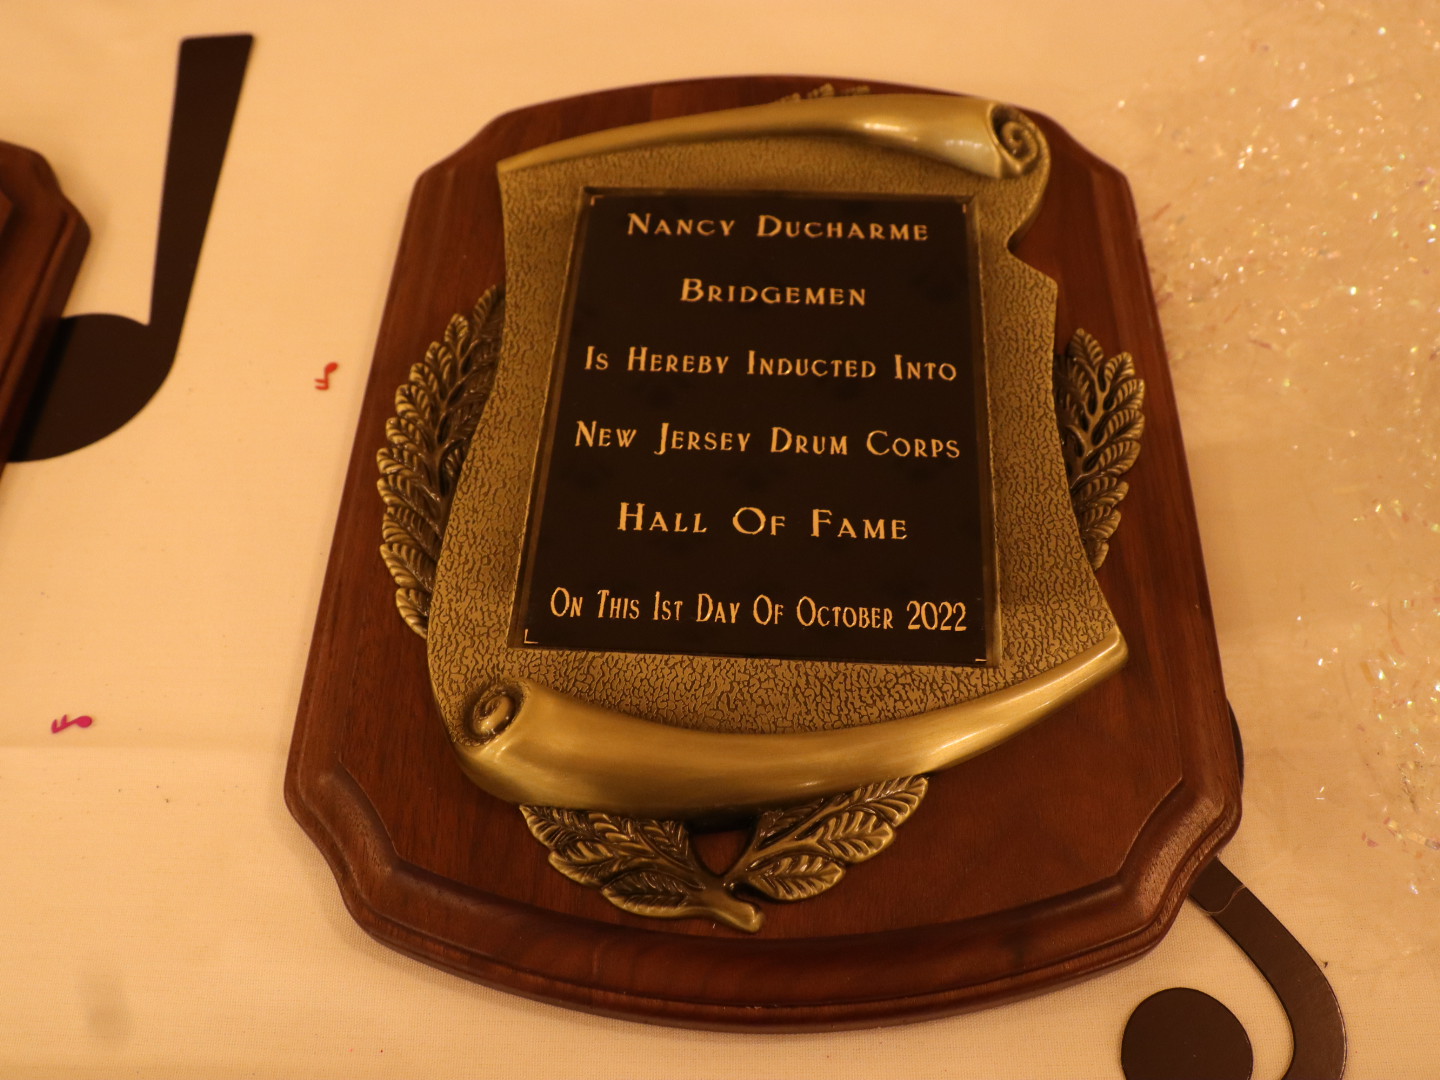 Nancy Ducharme
Bridgemen
Is Hereby Inducted Into
New Jersey Drum Corps
Hall Of Fame
On This 1st Day Of October 2022